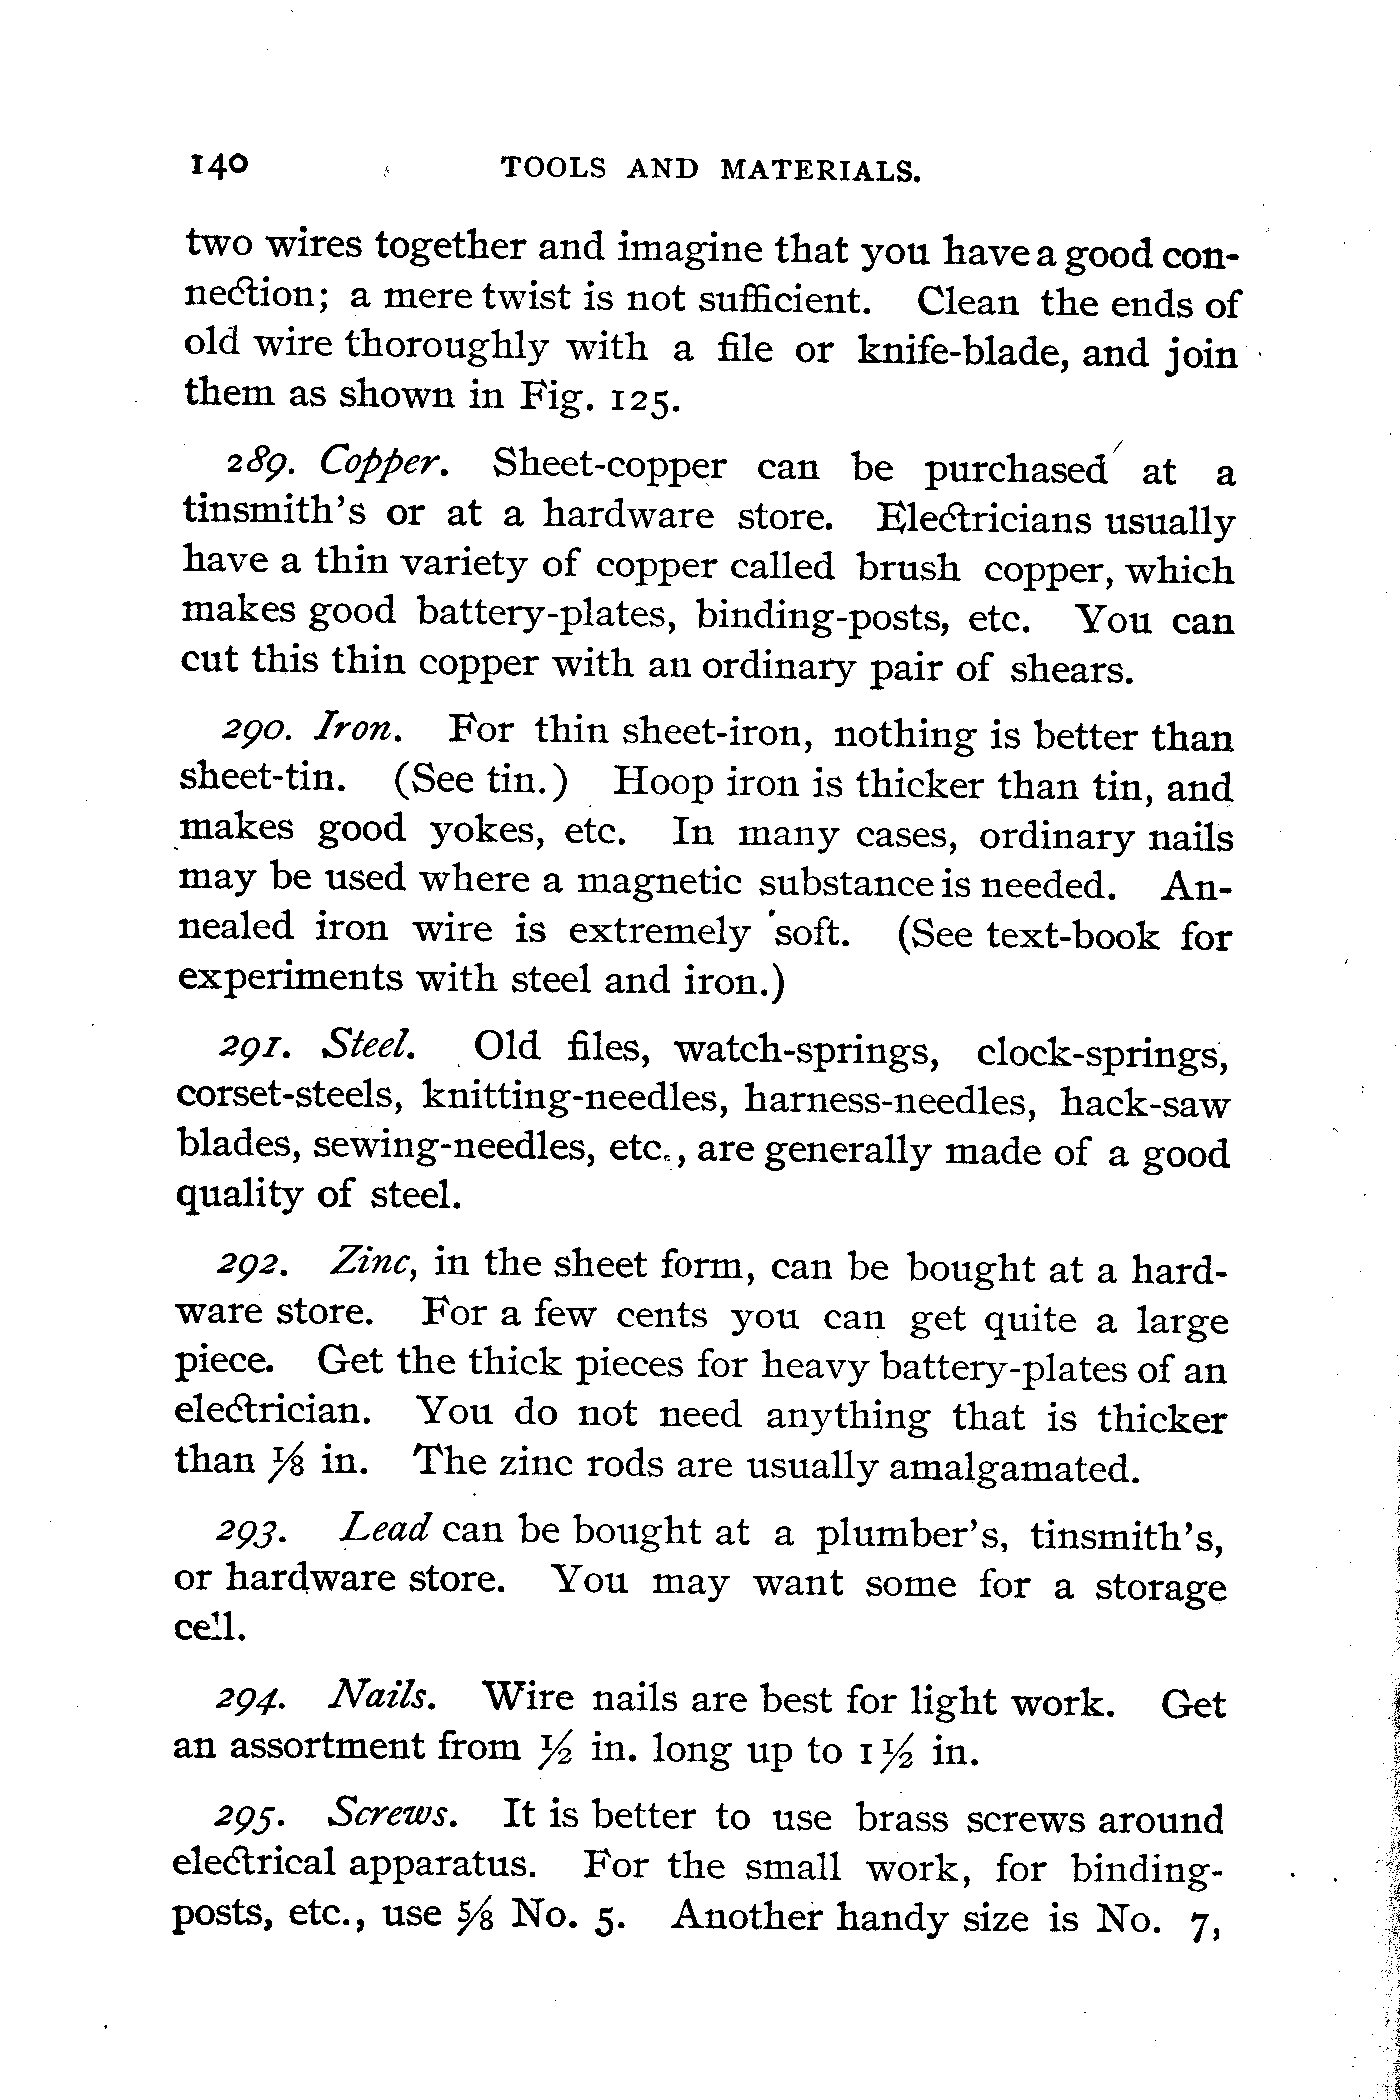 140 TOOLS AND MATERIALS.
two wires together and imagine that you have a good con-
nection; a mere twist is not sufficient. Clean the ends of
old wire thoroughly with a file or knife-blade, and join
them as shown in Fig. 125.
289. Copper. Sheet-copper can be purchased at a
tinsmith's or at a hardware store. Electricians usually
have a thin variety of copper called brush copper, which
makes good battery-plates, binding-posts, etc. You can
cut this thin copper with an ordinary pair of shears.
290. Iron. For thin sheet-iron, nothing is better than
sheet-tin. (See tin.) Hoop iron is thicker than tin, and
makes good yokes, etc. In many cases, ordinary nails
may be used where a magnetic substance is needed. An-
nealed iron wire is extremely soft. (See text-book for
experiments with steel and iron.)
291. Steel. Old files, watch-springs, clock-springs,
corset-steels, knitting-needles, harness-needles, hack-saw
blades, sewing-needles, etc., are generally made of a good
quality of steel.
292. Zinc, in the sheet form, can be bought at a hard-
ware store. For a few cents you can get quite a large
piece. Get the thick pieces for heavy battery-plates of an
electrician. You do not need anything that is thicker
than ⅛ in. The zinc rods are usually amalgamated.
293. Lead can be bought at a plumber's, tinsmith's,
or hardware store. You may want some for a storage
cell.
294. Nails. Wire nails are best for light work. Get
an assortment from ½ in. long up to 1½ in.
295. Screws. It is better to use brass screws around
electrical apparatus. For the small work, for binding-
posts, etc., use ⅝ No. 5. Another handy size is No. 7,